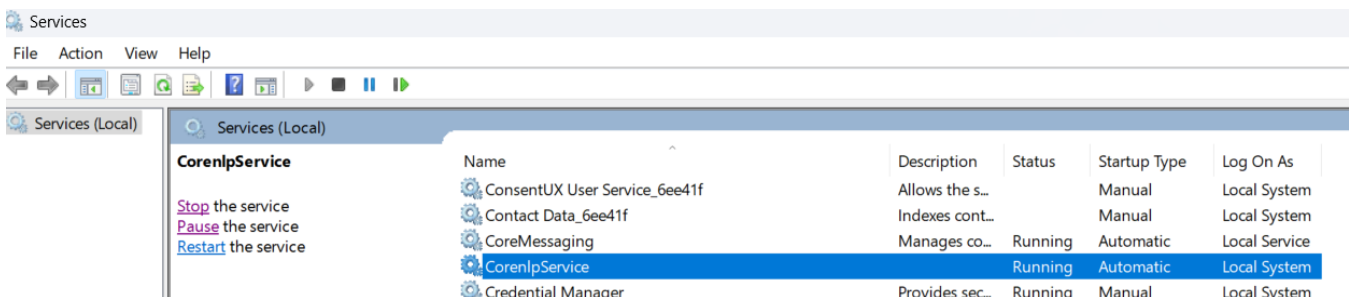 Services
File Action View Help
Services (Local)
Services (Local)
CorenlpService
Stop the service
Pause the service
Restart the service
Name Description Status Startup Type Log On As
ConsentUX User Service_6ee41f Allows the s... Manual Local System
Contact Data_6ee41f Indexes cont... Manual Local System
CoreMessaging Manages co... Running Automatic Local Service
CorenlpService Running Automatic Local System
Credential Manager Provides sec... Running Manual Local System